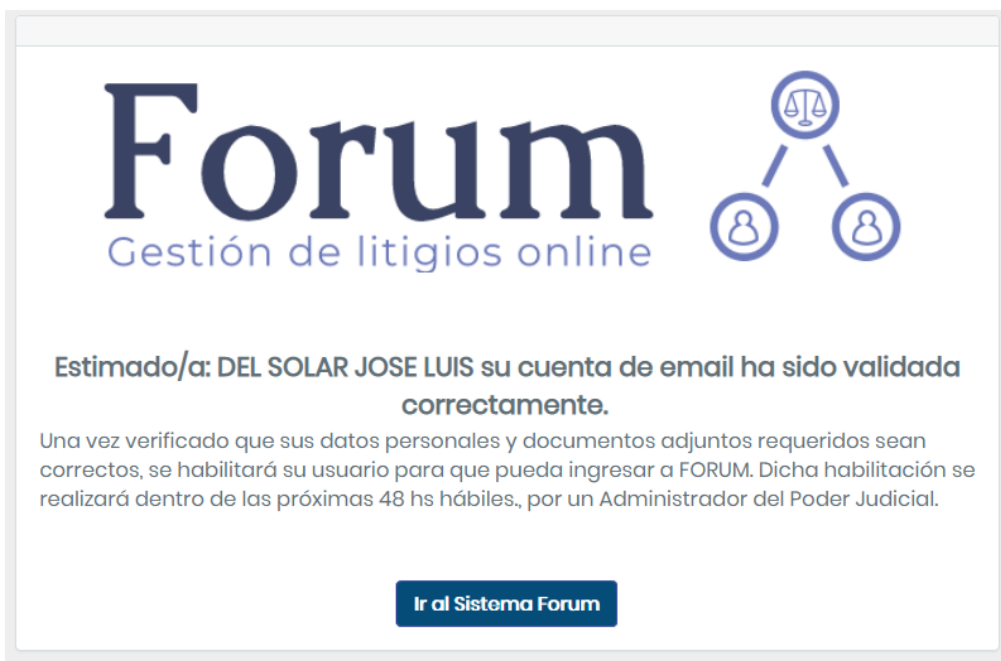 Forum
Gestión de litigios online
Estimado/a: DEL SOLAR JOSE LUIS su cuenta de email ha sido validada
correctamente.
Una vez verificado que sus datos personales y documentos adjuntos requeridos sean
correctos, se habilitará su usuario para que pueda ingresar a FORUM. Dicha habilitación se
realizará dentro de las próximas 48 hs hábiles., por un Administrador del Poder Judicial.
Ir al Sistema Forum